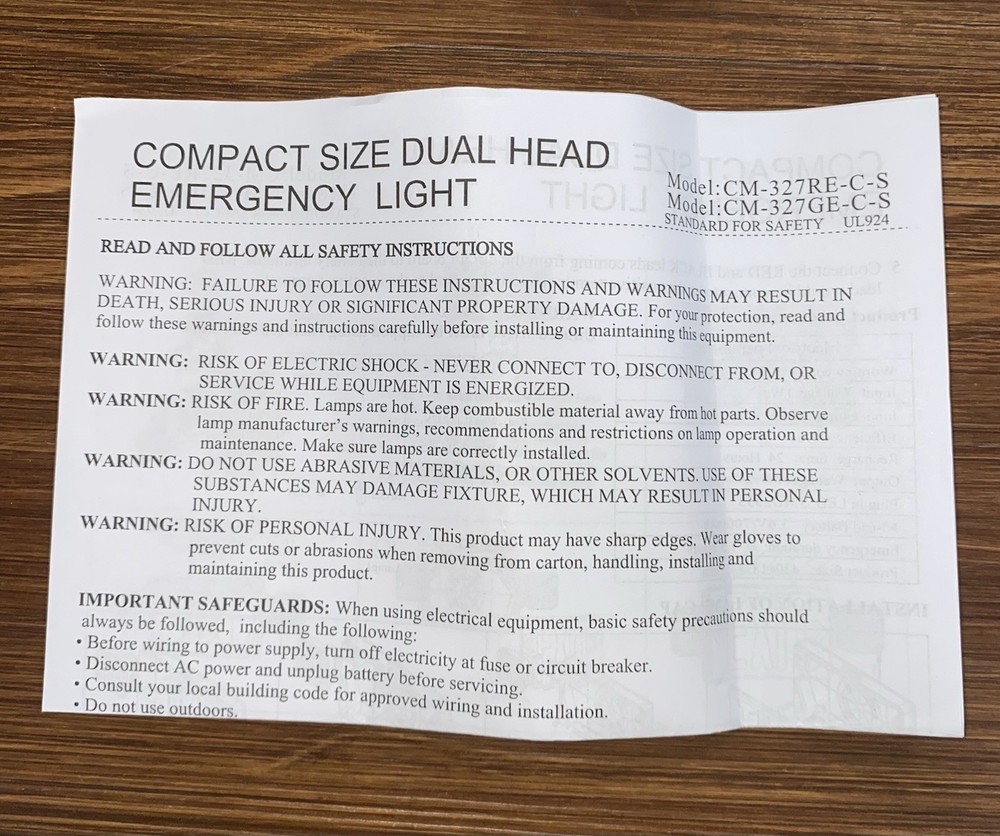 COMPACT SIZE DUAL HEAD
EMERGENCY LIGHT
Model:CM-327RE-C-S
Model:CM-327GE-C-S
STANDARD FOR SAFETY UL924
READ AND FOLLOW ALL SAFETY INSTRUCTIONS
WARNING: FAILURE TO FOLLOW THESE INSTRUCTIONS AND WARNINGS MAY RESULT IN
DEATH, SERIOUS INJURY OR SIGNIFICANT PROPERTY DAMAGE. For your protection, read and
follow these warnings and instructions carefully before installing or maintaining this equipment.
WARNING: RISK OF ELECTRIC SHOCK - NEVER CONNECT TO, DISCONNECT FROM, OR
SERVICE WHILE EQUIPMENT IS ENERGIZED.
WARNING: RISK OF FIRE. Lamps are hot. Keep combustible material away from hot parts. Observe
lamp manufacturer's warnings, recommendations and restrictions on lamp operation and
maintenance. Make sure lamps are correctly installed.
WARNING: DO NOT USE ABRASIVE MATERIALS, OR OTHER SOLVENTS. USE OF THESE
SUBSTANCES MAY DAMAGE FIXTURE, WHICH MAY RESULT IN PERSONAL
INJURY.
WARNING: RISK OF PERSONAL INJURY. This product may have sharp edges. Wear gloves to
prevent cuts or abrasions when removing from carton, handling, installing and
maintaining this product.
IMPORTANT SAFEGUARDS: When using electrical equipment, basic safety precautions should
always be followed, including the following:
• Before wiring to power supply, turn off electricity at fuse or circuit breaker.
• Disconnect AC power and unplug battery before servicing.
• Consult your local building code for approved wiring and installation.
• Do not use outdoors.